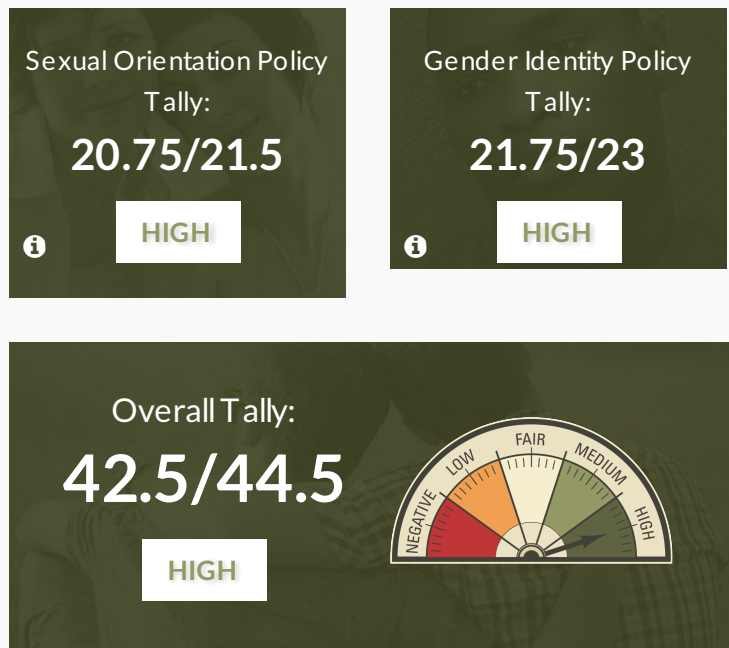 Sexual Orientation Policy
Tally:
20.75/21.5
HIGH
i
Gender Identity Policy
Tally:
21.75/23
HIGH
i
Overall Tally:
42.5/44.5
HIGH
NEGATIVE
LOW
FAIR
MEDIUM
HIGH